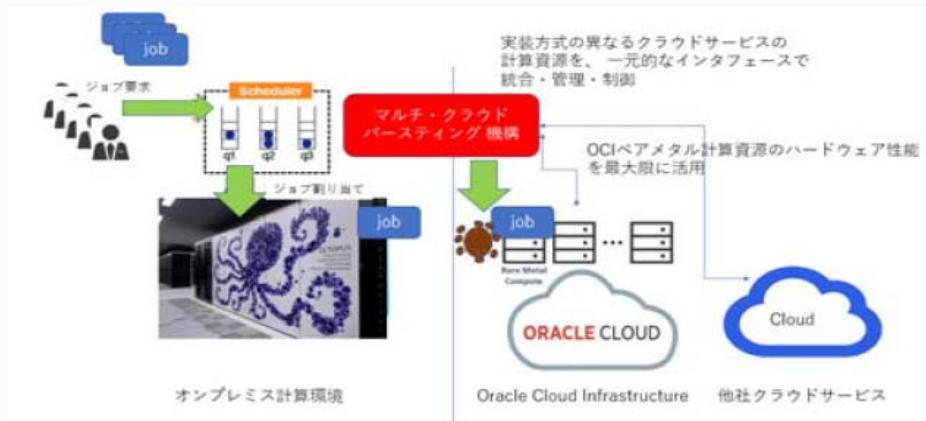 job
ジョブ要求
Scheduler
q1 q2 q3
ジョブ割り当て
job
OCTOPUS
オンプレミス計算環境
実装方式の異なるクラウドサービスの
計算資源を、 一元的なインタフェースで
統合・管理・制御
マルチ・クラウド
バースティング 機構
OCIベアメタル計算資源のハードウェア性能
を最大限に活用
job
...
Bare Metal
Compute
ORACLE CLOUD
Oracle Cloud Infrastructure
Cloud
他社クラウドサービス